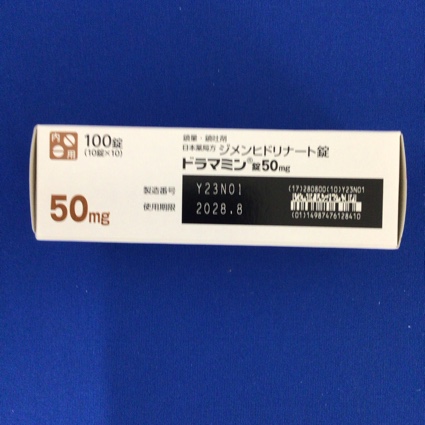 内
用
100錠
(10錠×10)
50mg
鎮暈・鎮吐剤
日本薬局方 ジメンヒドリナート錠
ドラマミン®錠50mg
製造番号 Y23N01
使用期限 2028.8
(17)280800(10)Y23N01
(01)14987476128410